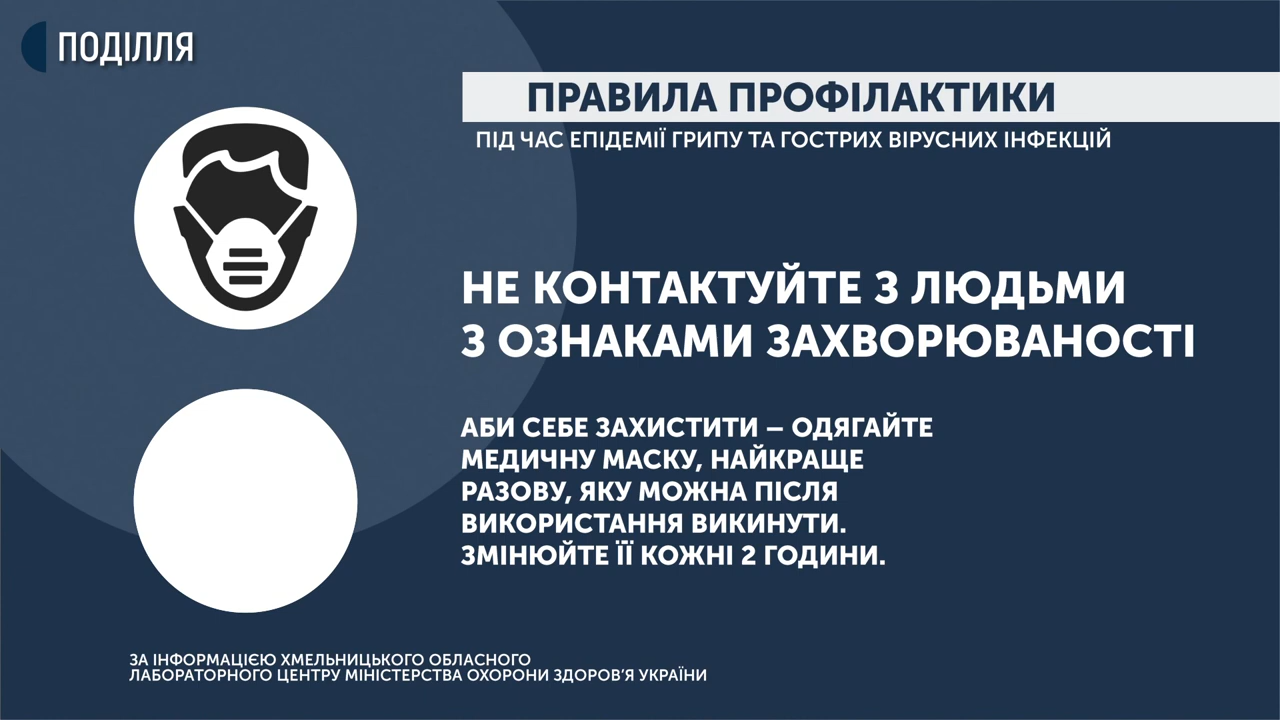 ПОДІЛЛЯ
ПРАВИЛА ПРОФІЛАКТИКИ
ПІД ЧАС ЕПІДЕМІЇ ГРИПУ ТА ГОСТРИХ ВІРУСНИХ ІНФЕКЦІЙ
НЕ КОНТАКТУЙТЕ З ЛЮДЬМИ
З ОЗНАКАМИ ЗАХВОРЮВАНОСТІ
АБИ СЕБЕ ЗАХИСТИТИ – ОДЯГАЙТЕ
МЕДИЧНУ МАСКУ, НАЙКРАЩЕ
РАЗОВУ, ЯКУ МОЖНА ПІСЛЯ
ВИКОРИСТАННЯ ВИКИНУТИ.
ЗМІНЮЙТЕ ЇЇ КОЖНІ 2 ГОДИНИ.
ЗА ІНФОРМАЦІЄЮ ХМЕЛЬНИЦЬКОГО ОБЛАСНОГО
ЛАБОРАТОРНОГО ЦЕНТРУ МІНІСТЕРСТВА ОХОРОНИ ЗДОРОВ'Я УКРАЇНИ